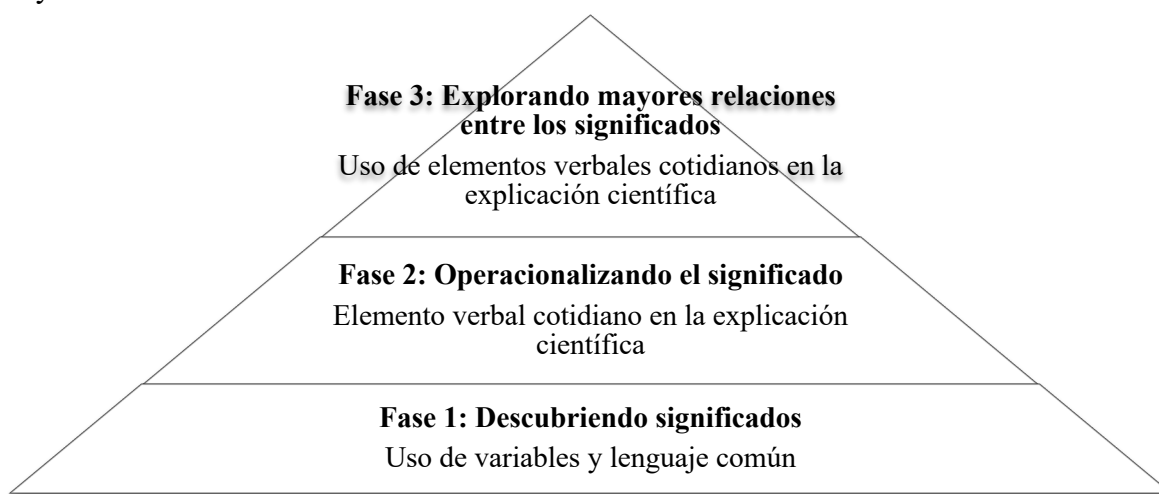 Fase 3: Explorando mayores relaciones
entre los significados
Uso de elementos verbales cotidianos en la
explicación científica
Fase 2: Operacionalizando el significado
Elemento verbal cotidiano en la explicación
científica
Fase 1: Descubriendo significados
Uso de variables y lenguaje común